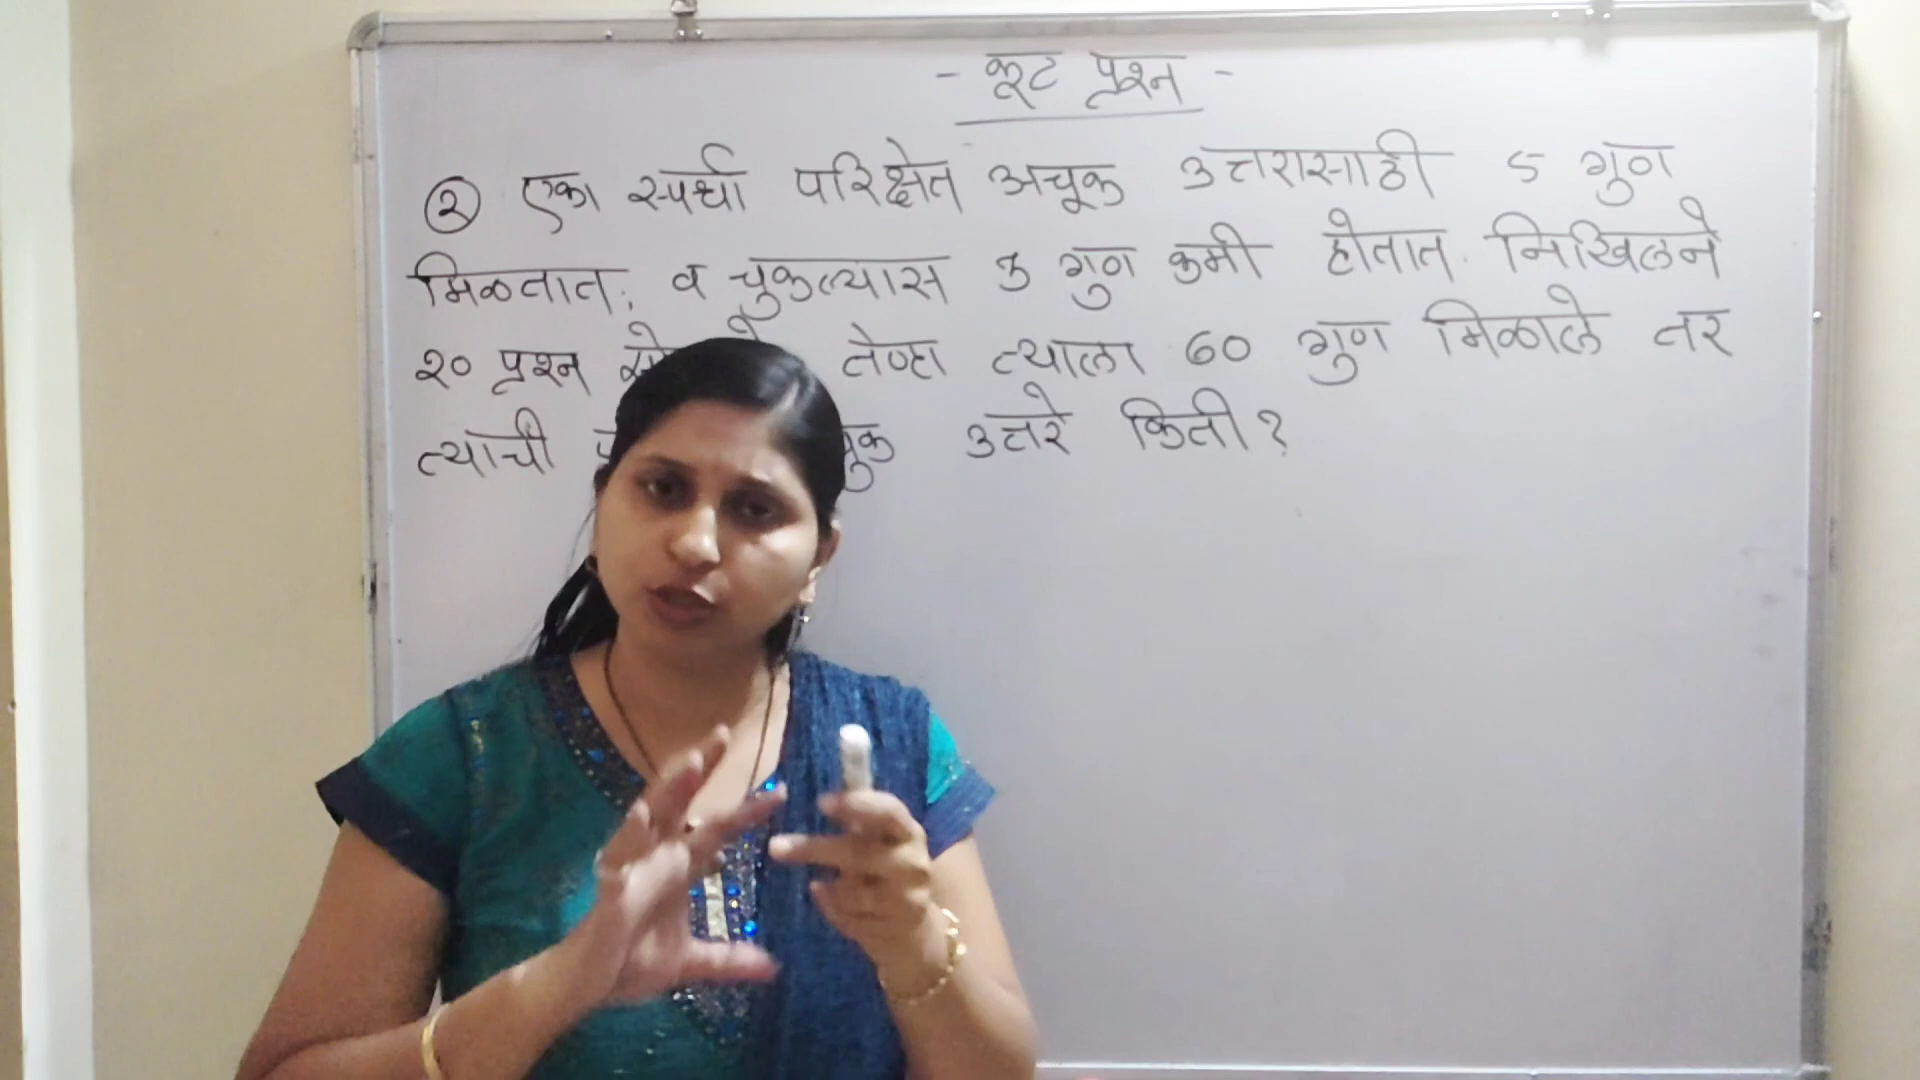 - कूट प्रश्न -
② एका स्पर्धा परिक्षेत अचूक उत्तरासाठी ५ गुण
मिळतात; व चुकल्यास ३ गुण कमी होतात. निखिलने
२० प्रश्न तेव्हा त्याला 60 गुण मिळाले तर
त्याची उत्तरे किती?